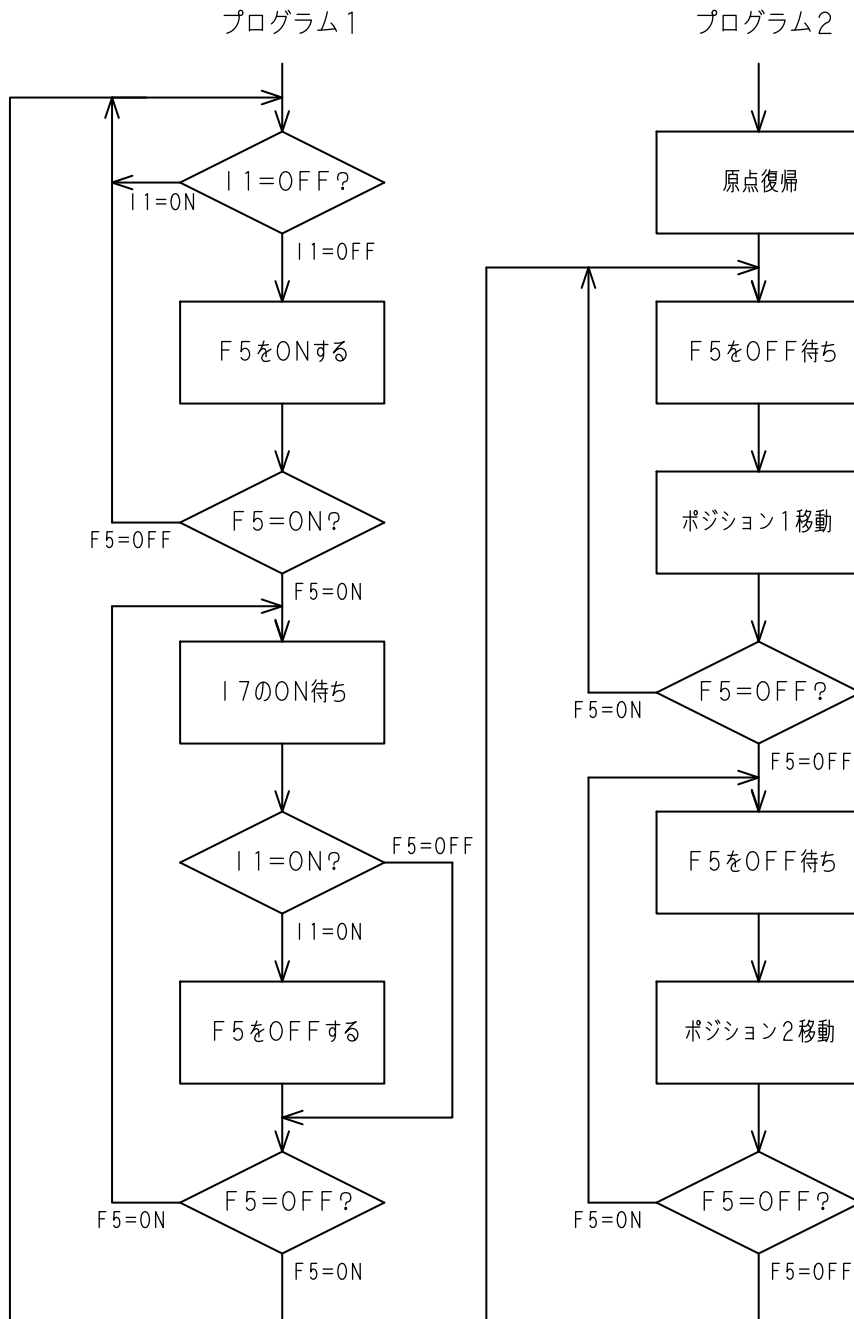 プログラム1
I1=OFF?
I1=ON
I1=OFF
F5をONする
F5=ON?
F5=OFF
F5=ON
I7のON待ち
I1=ON?
F5=OFF
I1=ON
F5をOFFする
F5=OFF?
F5=ON
F5=ON
プログラム2
原点復帰
F5をOFF待ち
ポジション1移動
F5=OFF?
F5=ON
F5=OFF
F5をOFF待ち
ポジション2移動
F5=OFF?
F5=ON
F5=OFF